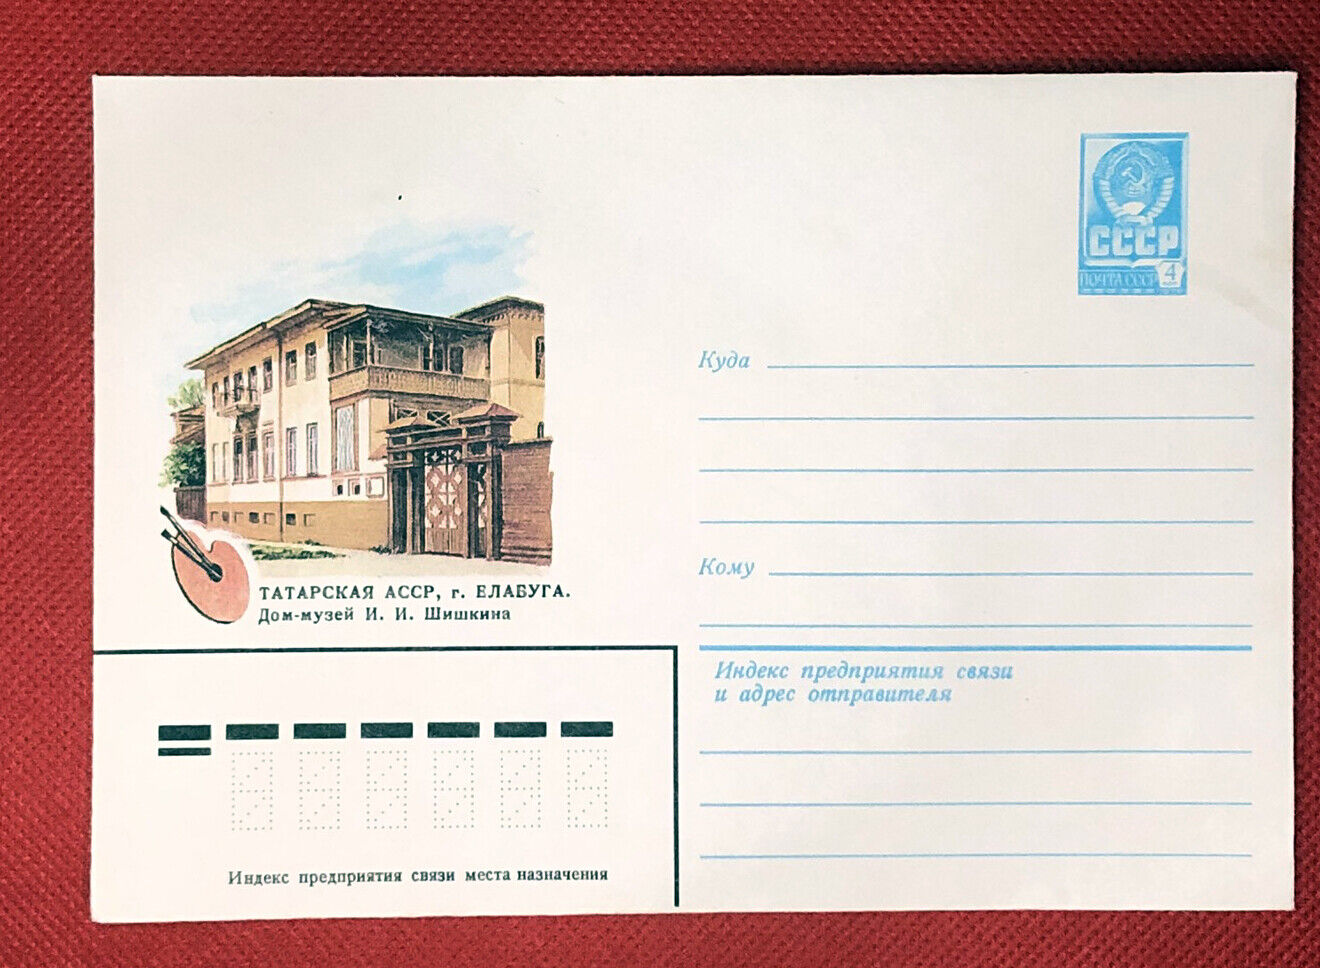 СССР
ПОЧТА СССР 4
Куда
Кому
ТАТАРСКАЯ АССР, г. ЕЛАБУГА.
Дом-музей И. И. Шишкина
Индекс предприятия связи
и адрес отправителя
Индекс предприятия связи места назначения